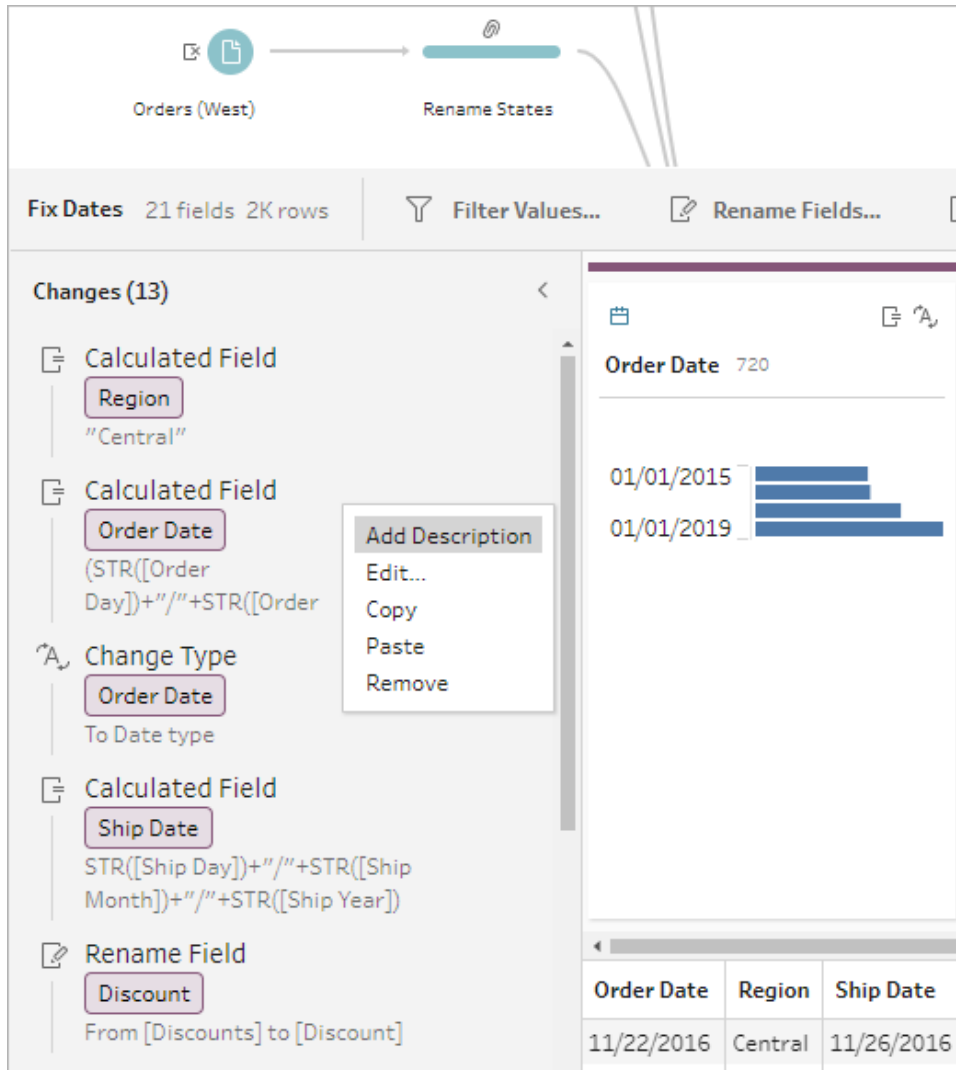 Orders (West)
Rename States
Fix Dates 21 fields 2K rows
Filter Values...
Rename Fields...
Changes (13)
Calculated Field
Region
"Central"
Calculated Field
Order Date
(STR([Order
Day])+"/"+STR([Order
Change Type
Order Date
To Date type
Calculated Field
Ship Date
STR([Ship Day])+"/"+STR([Ship
Month])+"/"+STR([Ship Year])
Rename Field
Discount
From [Discounts] to [Discount]
Add Description
Edit...
Copy
Paste
Remove
Order Date 720
01/01/2015
01/01/2019
Order Date Region Ship Date
11/22/2016 Central 11/26/2016